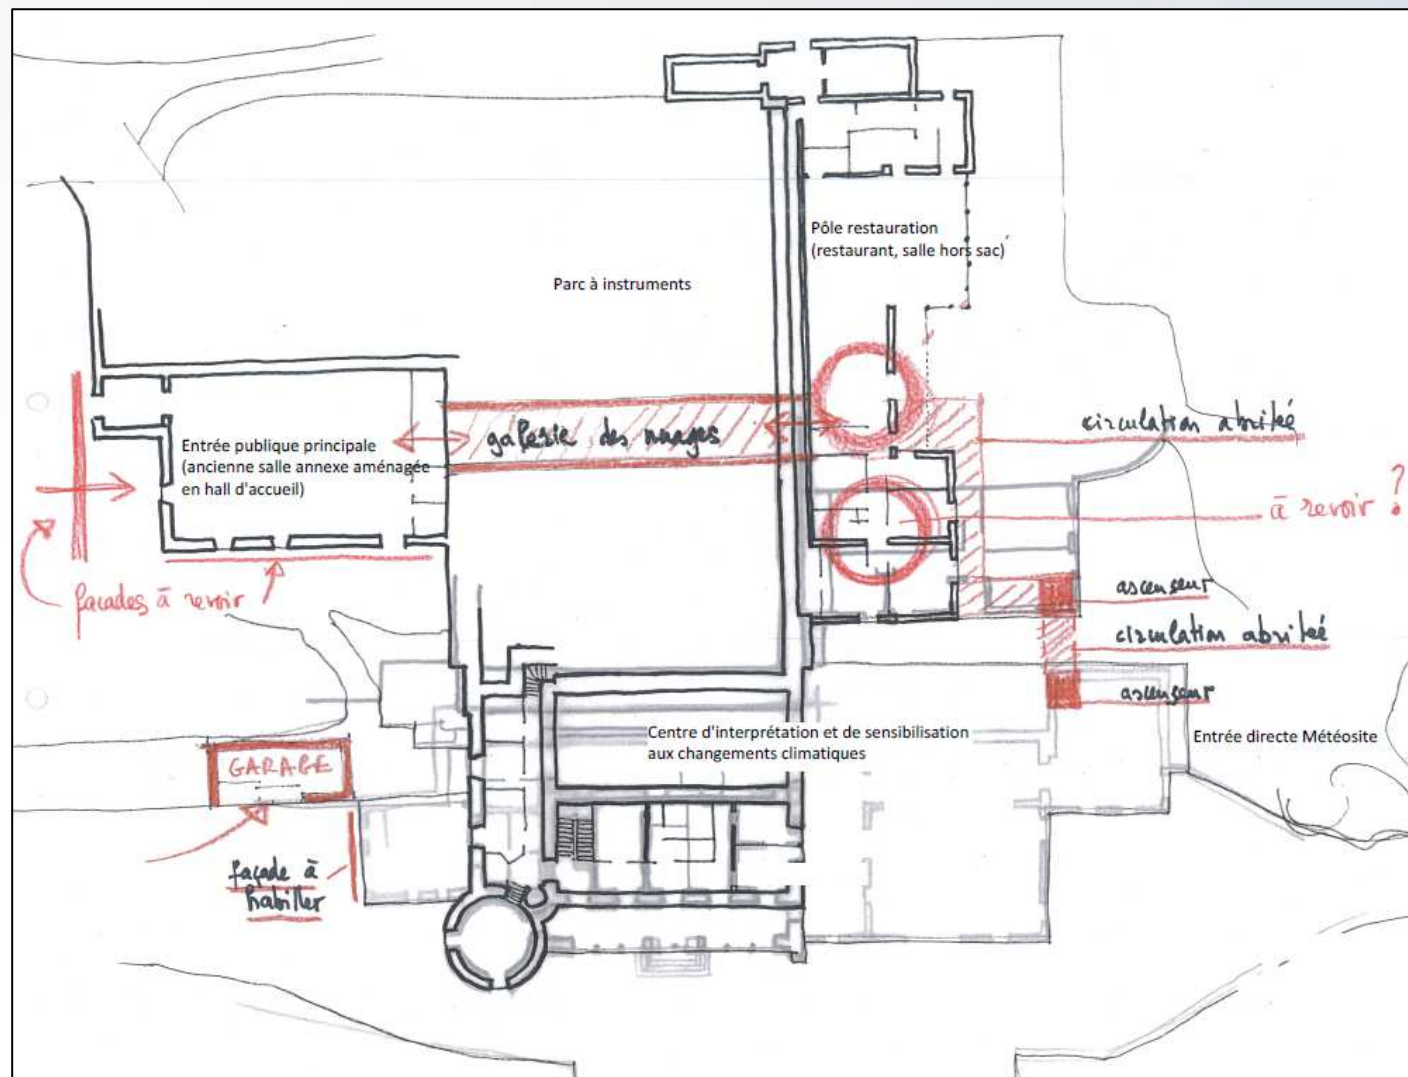 Pôle restauration
(restaurant, salle hors sac)
Parc à instruments
circulation abritéé
Entrée publique principale
(ancienne salle annexe aménagée
en hall d'accueil)
galerie des nuages
à revoir ?
façades à revoir
ascenseur
circulation abritéé
ascenseur
Centre d'interprétation et de sensibilisation
aux changements climatiques
Entrée directe Météosite
GARAGE
façade à
habiller